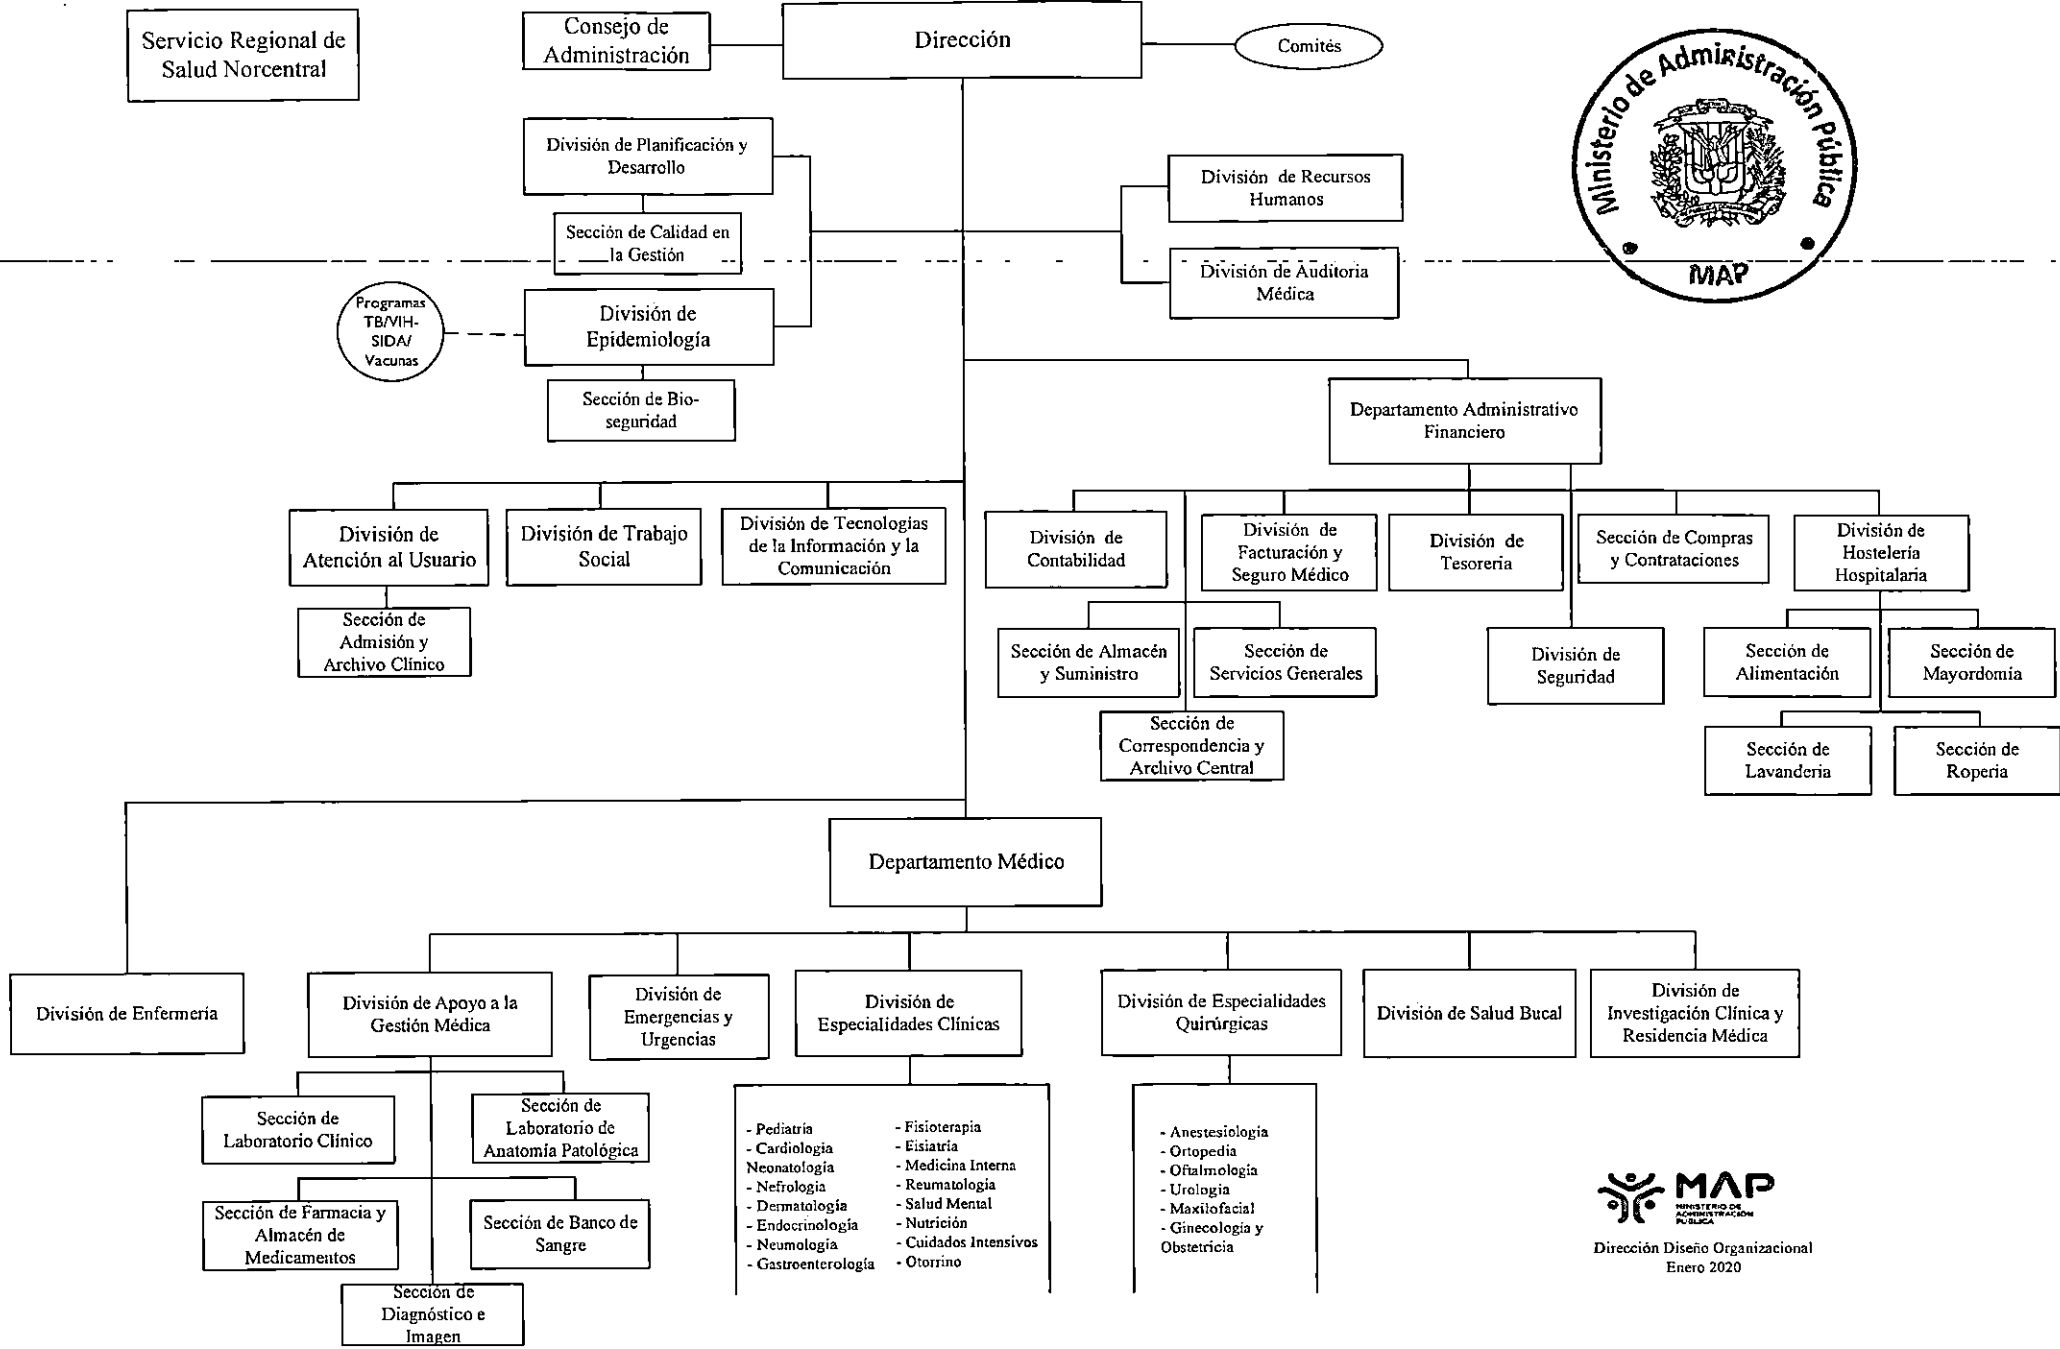 Servicio Regional de
Salud Norcentral
Consejo de
Administración
Dirección
Comités
Ministerio de Administración Pública
MAP
División de Planificación y
Desarrollo
Sección de Calidad en
la Gestión
División de Recursos
Humanos
División de Auditoria
Médica
Programas
TB/VIH-
SIDA/
Vacunas
División de
Epidemiología
Sección de Bio-
seguridad
Departamento Administrativo
Financiero
División de
Atención al Usuario
División de Trabajo
Social
División de Tecnologías
de la Información y la
Comunicación
Sección de
Admisión y
Archivo Clínico
División de
Contabilidad
División de
Facturación y
Seguro Médico
División de
Tesorería
Sección de Compras
y Contrataciones
División de
Hostelería
Hospitalaria
Sección de Almacén
y Suministro
Sección de
Servicios Generales
División de
Seguridad
Sección de
Alimentación
Sección de
Mayordomía
Sección de
Correspondencia y
Archivo Central
Sección de
Lavandería
Sección de
Ropería
Departamento Médico
División de Enfermería
División de Apoyo a la
Gestión Médica
División de
Emergencias y
Urgencias
División de
Especialidades Clínicas
División de Especialidades
Quirúrgicas
División de Salud Bucal
División de
Investigación Clínica y
Residencia Médica
Sección de
Laboratorio Clínico
Sección de
Laboratorio de
Anatomía Patológica
Sección de Farmacia y
Almacén de
Medicamentos
Sección de Banco de
Sangre
Sección de
Diagnóstico e
Imagen
- Pediatría
- Cardiología
Neonatología
- Nefrología
- Dermatología
- Endocrinología
- Neumología
- Gastroenterología
- Fisioterapia
- Fisiatría
- Medicina Interna
- Reumatología
- Salud Mental
- Nutrición
- Cuidados Intensivos
- Otorrino
- Anestesiología
- Ortopedia
- Oftalmología
- Urología
- Maxilofacial
- Ginecología y
Obstetricia
MAP
MINISTERIO DE
ADMINISTRACIÓN
PÚBLICA
Dirección Diseño Organizacional
Enero 2020